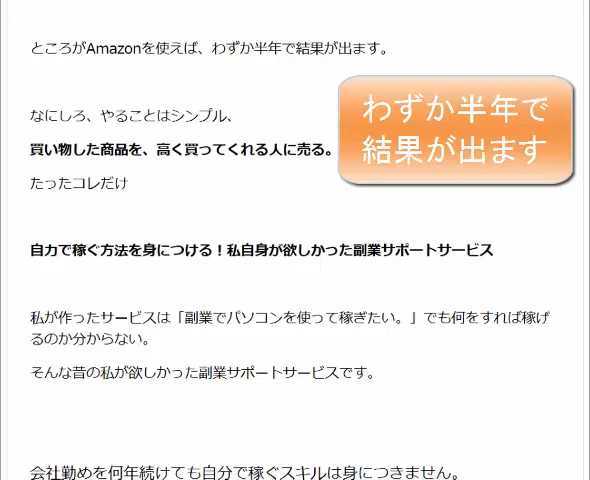 ところがAmazonを使えば、わずか半年で結果が出ます。
わずか半年で
結果が出ます
なにしろ、やることはシンプル、
買い物した商品を、高く買ってくれる人に売る。
たったコレだけ
自力で稼ぐ方法を身につける！私自身が欲しかった副業サポートサービス
私が作ったサービスは「副業でパソコンを使って稼ぎたい。」でも何をすれば稼げ
るのか分からない。
そんな昔の私が欲しかった副業サポートサービスです。
会社勤めを何年続けても自分で稼ぐスキルは身につきません。